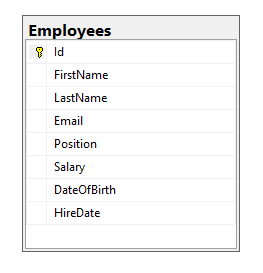 Employees
Id
FirstName
LastName
Email
Position
Salary
DateOfBirth
HireDate